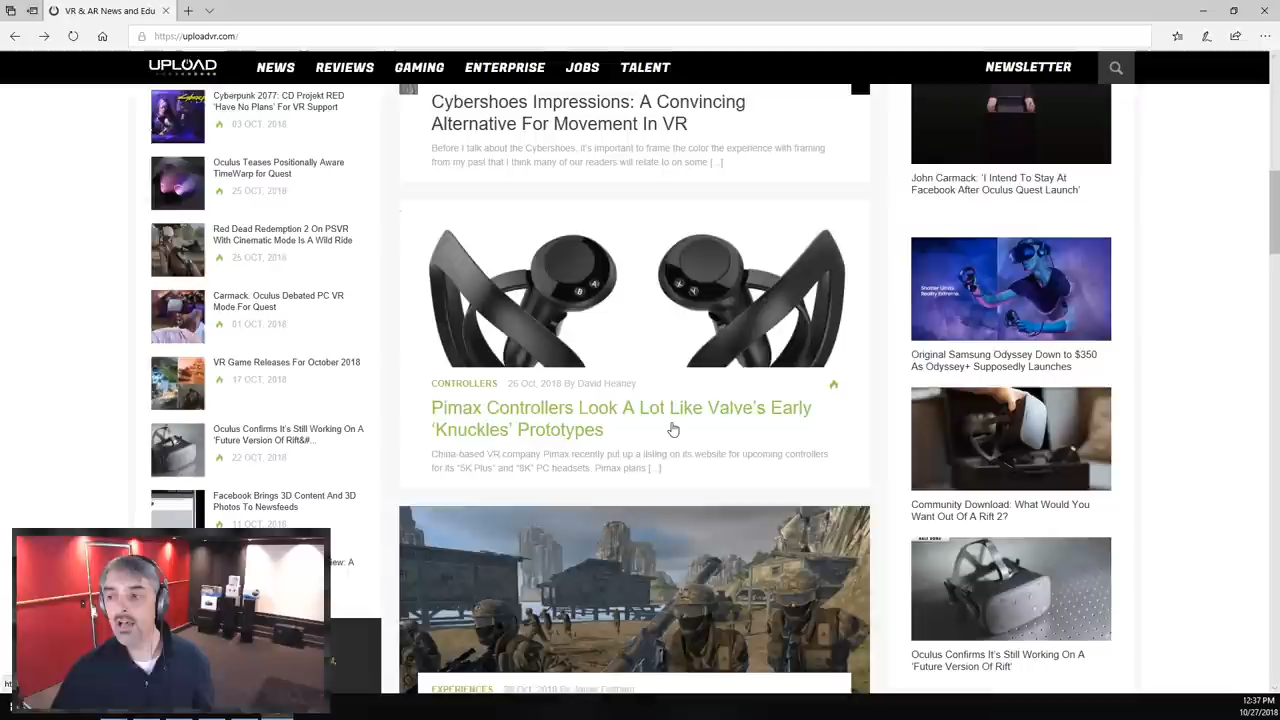 VR & AR News and Edu
https://uploadvr.com/
UPLOAD
NEWS
REVIEWS
GAMING
ENTERPRISE
JOBS
TALENT
NEWSLETTER
Cyberpunk 2077: CD Projekt RED
'Have No Plans' For VR Support
03 OCT, 2018
Oculus Teases Positionally Aware
TimeWarp for Quest
25 OCT, 2018
Red Dead Redemption 2 On PSVR
With Cinematic Mode Is A Wild Ride
26 OCT, 2018
Carmack: Oculus Debated PC VR
Mode For Quest
01 OCT, 2018
VR Game Releases For October 2018
17 OCT, 2018
Oculus Confirms It's Still Working On A
'Future Version Of Rift&#...
22 OCT, 2018
Facebook Brings 3D Content And 3D
Photos To Newsfeeds
11 OCT, 2018
iew: A
Cybershoes Impressions: A Convincing
Alternative For Movement In VR
Before I talk about the Cybershoes, it's important to frame the color the experience with framing
from my past that I think many of our readers will relate to on some [...]
CONTROLLERS 26 Oct, 2018 By David Heaney
Pimax Controllers Look A Lot Like Valve's Early
'Knuckles' Prototypes
China-based VR company Pimax recently put up a listing on its website for upcoming controllers
for its "5K Plus" and "8K" PC headsets. Pimax plans [...]
EXPERIENCES
John Carmack: 'I Intend To Stay At
Facebook After Oculus Quest Launch'
Shatter Limits.
Reality Extreme.
Original Samsung Odyssey Down to $350
As Odyssey+ Supposedly Launches
Community Download: What Would You
Want Out Of A Rift 2?
HALF DOME
Oculus Confirms It's Still Working On A
'Future Version Of Rift'
12:37 PM
10/27/2018